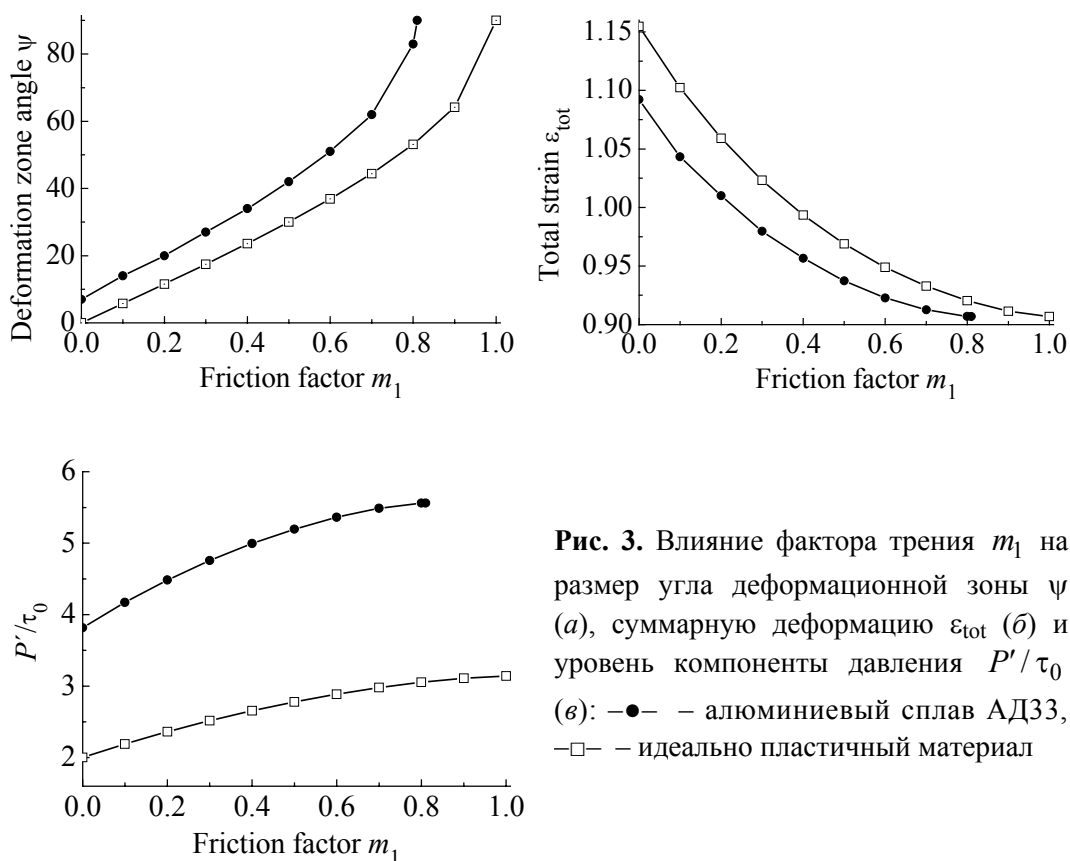 Deformation zone angle ψ
80
60
40
20
0
0.0 0.2 0.4 0.6 0.8 1.0
Friction factor m₁
Total strain ε_tot
1.15
1.10
1.05
1.00
0.95
0.90
0.0 0.2 0.4 0.6 0.8 1.0
Friction factor m₁
P′/τ₀
6
5
4
3
2
0.0 0.2 0.4 0.6 0.8 1.0
Friction factor m₁
Рис. 3. Влияние фактора трения m₁ на
размер угла деформационной зоны ψ
(а), суммарную деформацию ε_tot (б) и
уровень компоненты давления P′/τ₀
(в): –●– – алюминиевый сплав АД33,
–□– – идеально пластичный материал